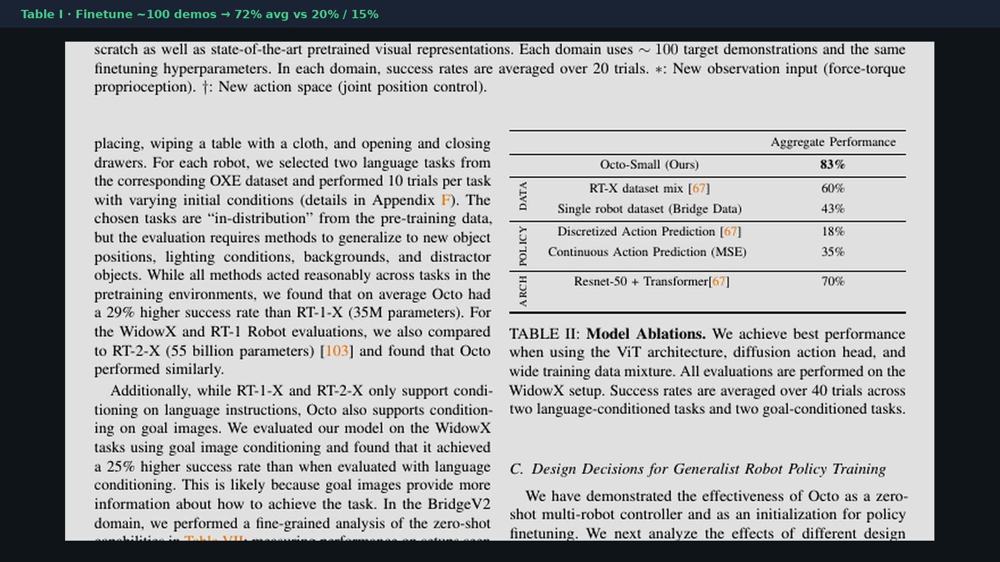 Table I · Finetune ~100 demos → 72% avg vs 20% / 15%
scratch as well as state-of-the-art pretrained visual representations. Each domain uses ∼ 100 target demonstrations and the same
finetuning hyperparameters. In each domain, success rates are averaged over 20 trials. ∗: New observation input (force-torque
proprioception). †: New action space (joint position control).
placing, wiping a table with a cloth, and opening and closing
drawers. For each robot, we selected two language tasks from
the corresponding OXE dataset and performed 10 trials per task
with varying initial conditions (details in Appendix F). The
chosen tasks are “in-distribution” from the pre-training data,
but the evaluation requires methods to generalize to new object
positions, lighting conditions, backgrounds, and distractor
objects. While all methods acted reasonably across tasks in the
pretraining environments, we found that on average Octo had
a 29% higher success rate than RT-1-X (35M parameters). For
the WidowX and RT-1 Robot evaluations, we also compared
to RT-2-X (55 billion parameters) [103] and found that Octo
performed similarly.
Additionally, while RT-1-X and RT-2-X only support condi-
tioning on language instructions, Octo also supports condition-
ing on goal images. We evaluated our model on the WidowX
tasks using goal image conditioning and found that it achieved
a 25% higher success rate than when evaluated with language
conditioning. This is likely because goal images provide more
information about how to achieve the task. In the BridgeV2
domain, we performed a fine-grained analysis of the zero-shot
capabilities in Table VII: measuring performance on setups seen
Aggregate Performance
Octo-Small (Ours) 83%
DATA
RT-X dataset mix [67] 60%
Single robot dataset (Bridge Data) 43%
POLICY
Discretized Action Prediction [67] 18%
Continuous Action Prediction (MSE) 35%
ARCH
Resnet-50 + Transformer[67] 70%
TABLE II: Model Ablations. We achieve best performance
when using the ViT architecture, diffusion action head, and
wide training data mixture. All evaluations are performed on the
WidowX setup. Success rates are averaged over 40 trials across
two language-conditioned tasks and two goal-conditioned tasks.
C. Design Decisions for Generalist Robot Policy Training
We have demonstrated the effectiveness of Octo as a zero-
shot multi-robot controller and as an initialization for policy
finetuning. We next analyze the effects of different design